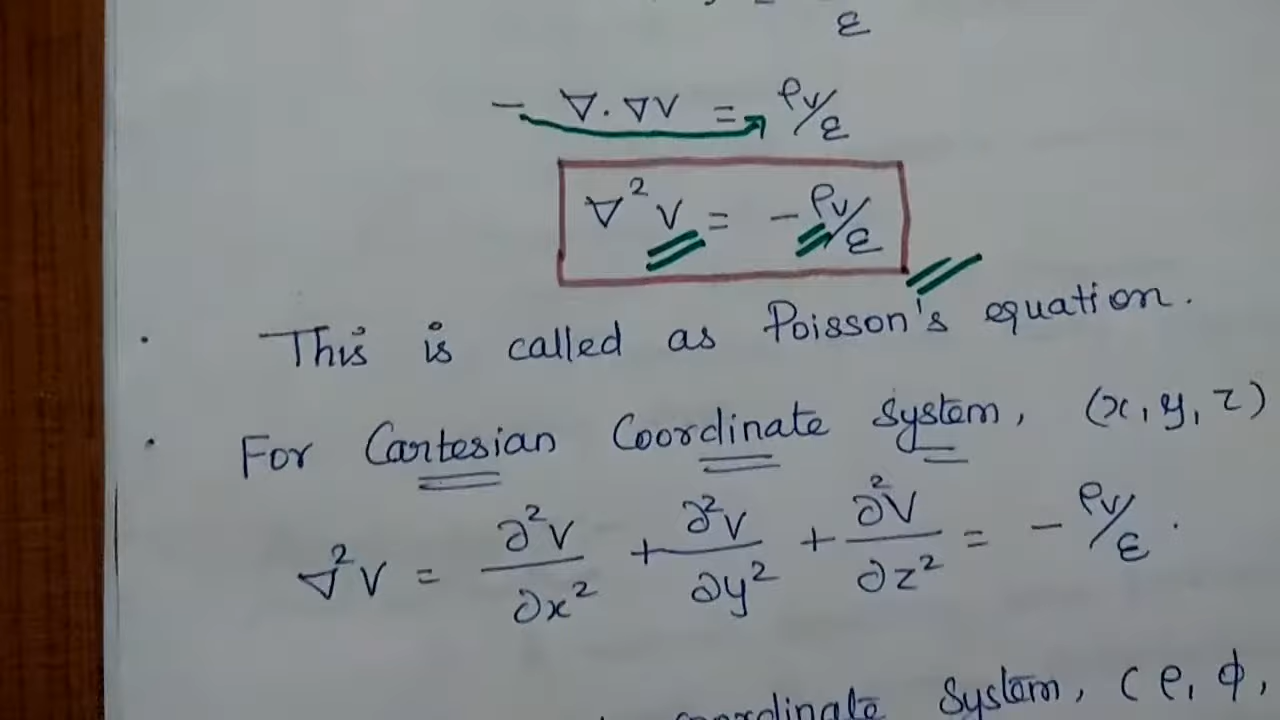 ε
- ∇.∇V = ρv/ε
∇²V = -ρv/ε
. This is called as Poisson's equation.
. For Cartesian Coordinate system, (x, y, z)
∇²V = ∂²V/∂x² + ∂²V/∂y² + ∂²V/∂z² = - ρv/ε .
coordinate system, (ρ, φ,